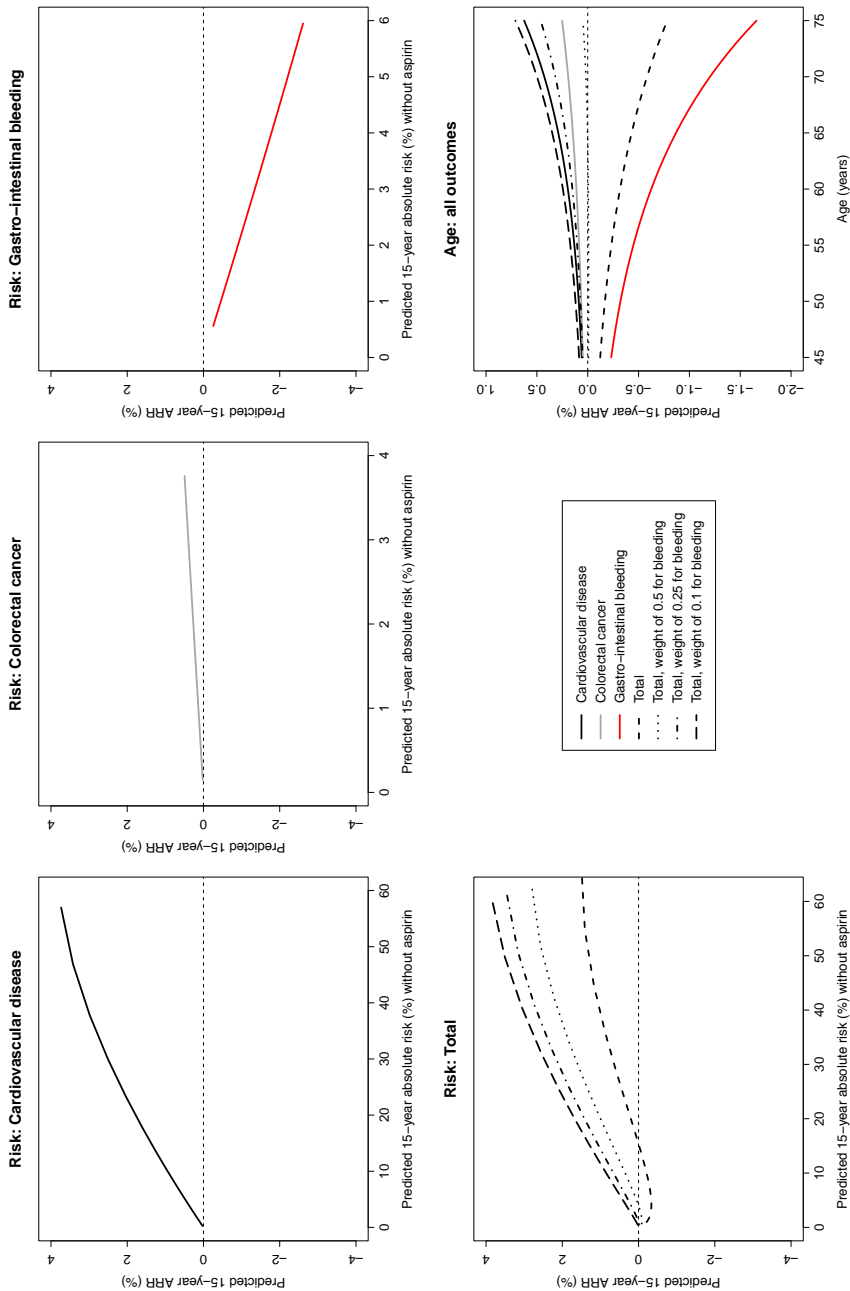 Risk: Cardiovascular disease
Predicted 15−year ARR (%)
4
2
0
−2
−4
0
10
20
30
40
50
60
Predicted 15−year absolute risk (%) without aspirin
Risk: Colorectal cancer
Predicted 15−year ARR (%)
4
2
0
−2
−4
0
1
2
3
4
Predicted 15−year absolute risk (%) without aspirin
Risk: Gastro−intestinal bleeding
Predicted 15−year ARR (%)
4
2
0
−2
−4
0
1
2
3
4
5
6
Predicted 15−year absolute risk (%) without aspirin
Risk: Total
Predicted 15−year ARR (%)
4
2
0
−2
−4
0
10
20
30
40
50
60
Predicted 15−year absolute risk (%) without aspirin
Cardiovascular disease
Colorectal cancer
Gastro−intestinal bleeding
Total
Total, weight of 0.5 for bleeding
Total, weight of 0.25 for bleeding
Total, weight of 0.1 for bleeding
Age: all outcomes
Predicted 15−year ARR (%)
1.0
0.5
0.0
−0.5
−1.0
−1.5
−2.0
45
50
55
60
65
70
75
Age (years)